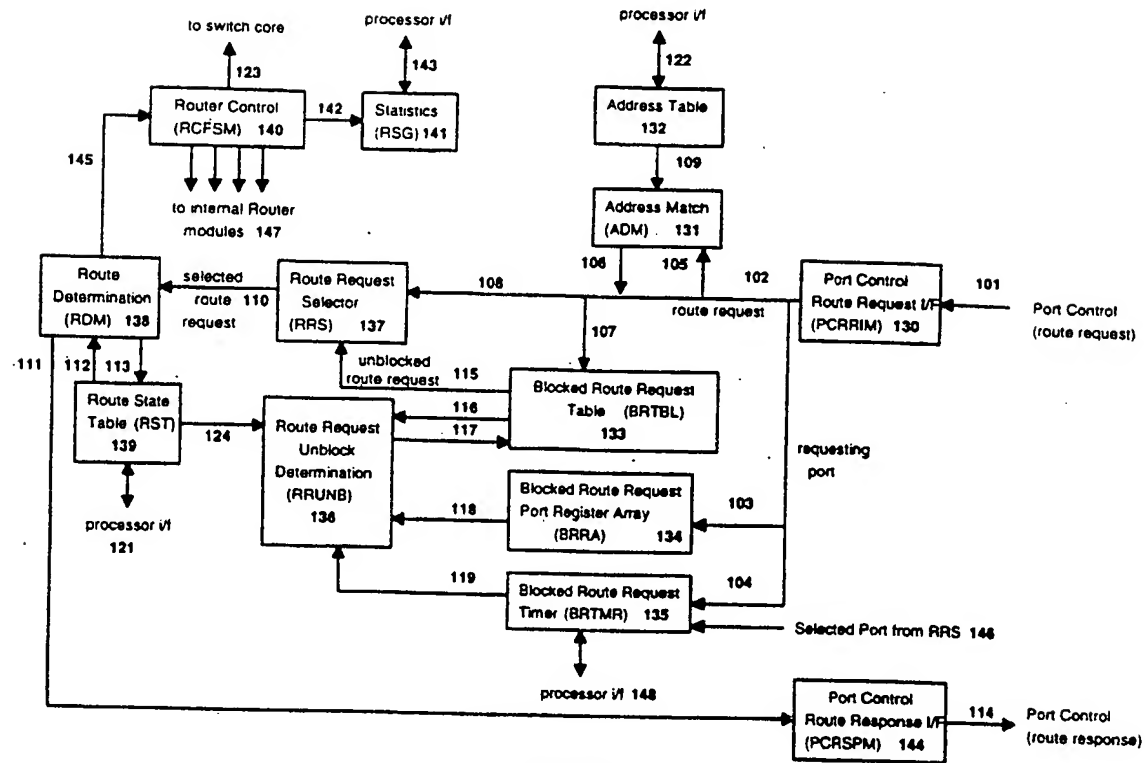 to switch core
processor i/f
processor i/f
123
143
122
Router Control
(RCFSM) 140
142
Statistics
(RSG) 141
Address Table
132
145
109
to internal Router
modules 147
Address Match
(ADM) 131
106
105
102
101
Route
Determination
(RDM) 138
selected
route 110
request
Route Request
Selector
(RRS) 137
108
route request
Port Control
Route Request I/F
(PCRRIM) 130
Port Control
(route request)
107
111
112
113
unblocked
route request
115
Route State
Table (RST)
139
124
Route Request
Unblock
Determination
(RRUNB)
136
116
117
Blocked Route Request
Table (BRTBL)
133
requesting
port
processor i/f
121
118
Blocked Route Request
Port Register Array
(BRRA) 134
103
119
Blocked Route Request
Timer (BRTMR) 135
104
Selected Port from RRS 146
processor i/f 148
Port Control
Route Response I/F
(PCRSPM) 144
114
Port Control
(route response)